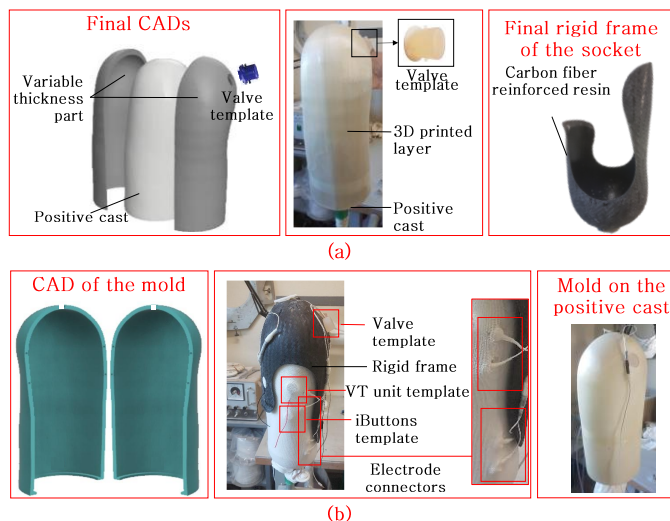 Final CADs
Variable
thickness
part
Valve
template
Positive cast
Valve
template
3D printed
layer
Positive
cast
Final rigid frame
of the socket
Carbon fiber
reinforced resin
(a)
CAD of the mold
Valve
template
Rigid frame
VT unit template
iButtons
template
Electrode
connectors
Mold on the
positive cast
(b)